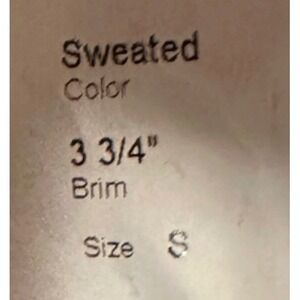 Sweated
Color
3 3/4"
Brim
Size S